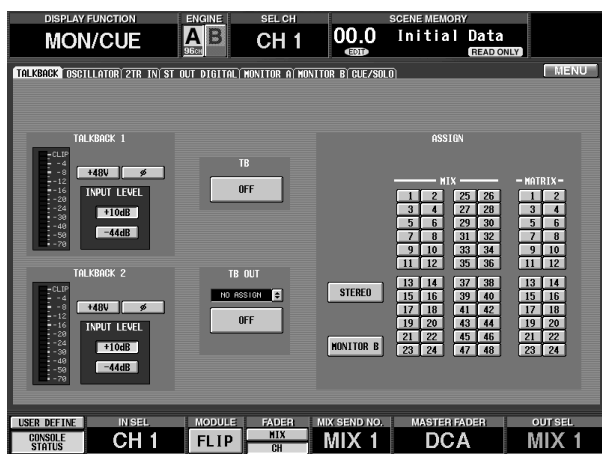 DISPLAY FUNCTION ENGINE SEL CH SCENE MEMORY
MON/CUE A B 96CH CH 1 00.0 EDIT Initial Data READ ONLY
TALKBACK OSCILLATOR 2TR IN ST OUT DIGITAL MONITOR A MONITOR B CUE/SOLO MENU
TALKBACK 1
CLIP
-4
-8
-12
-16
-20
-24
-30
-40
-50
-70
+48V ø
INPUT LEVEL
+10dB
-44dB
TB
OFF
TALKBACK 2
CLIP
-4
-8
-12
-16
-20
-24
-30
-40
-50
-70
+48V ø
INPUT LEVEL
+10dB
-44dB
TB OUT
NO ASSIGN
OFF
ASSIGN
MIX MATRIX
1 2 25 26 1 2
3 4 27 28 3 4
5 6 29 30 5 6
7 8 31 32 7 8
9 10 33 34 9 10
11 12 35 36 11 12
STEREO
13 14 37 38 13 14
15 16 39 40 15 16
17 18 41 42 17 18
19 20 43 44 19 20
21 22 45 46 21 22
MONITOR B
23 24 47 48 23 24
USER DEFINE IN SEL MODULE FADER MIX SEND NO. MASTER FADER OUT SEL
CONSOLE STATUS CH 1 FLIP MIX CH MIX 1 DCA MIX 1